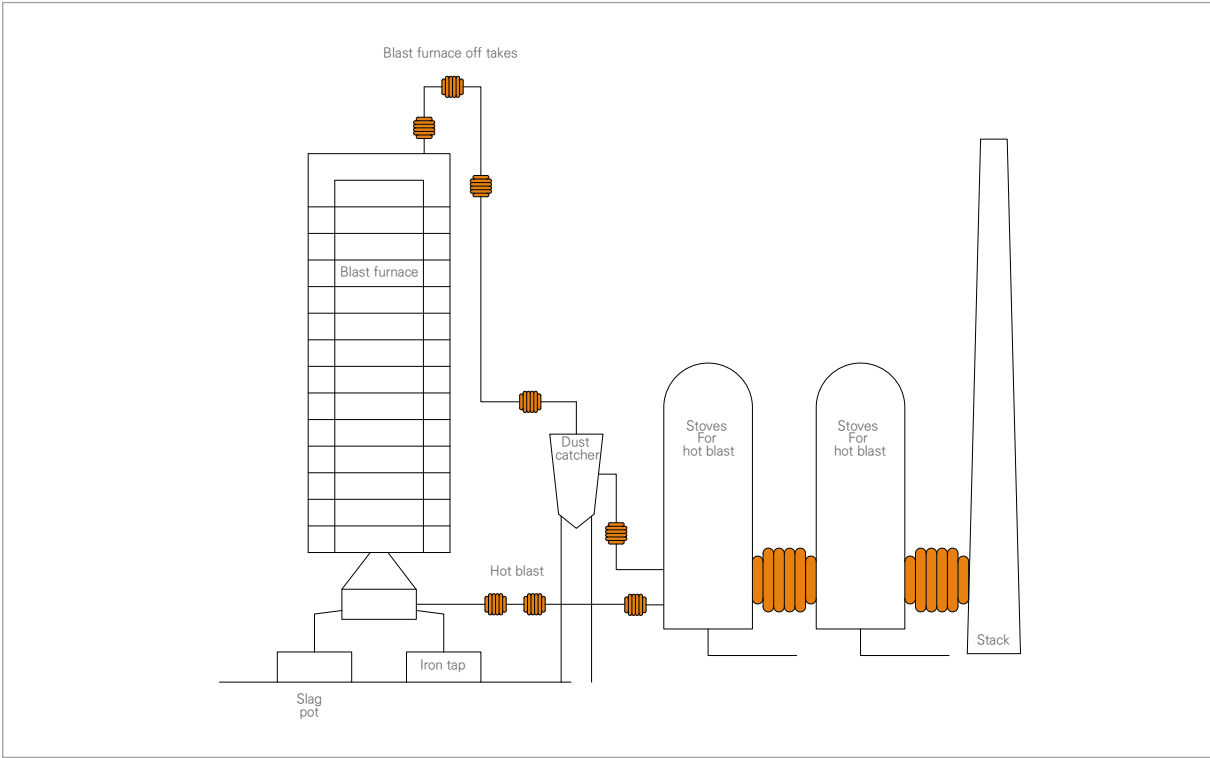 Blast furnace off takes
Blast furnace
Dust
catcher
Stoves
For
hot blast
Stoves
For
hot blast
Hot blast
Stack
Iron tap
Slag
pot